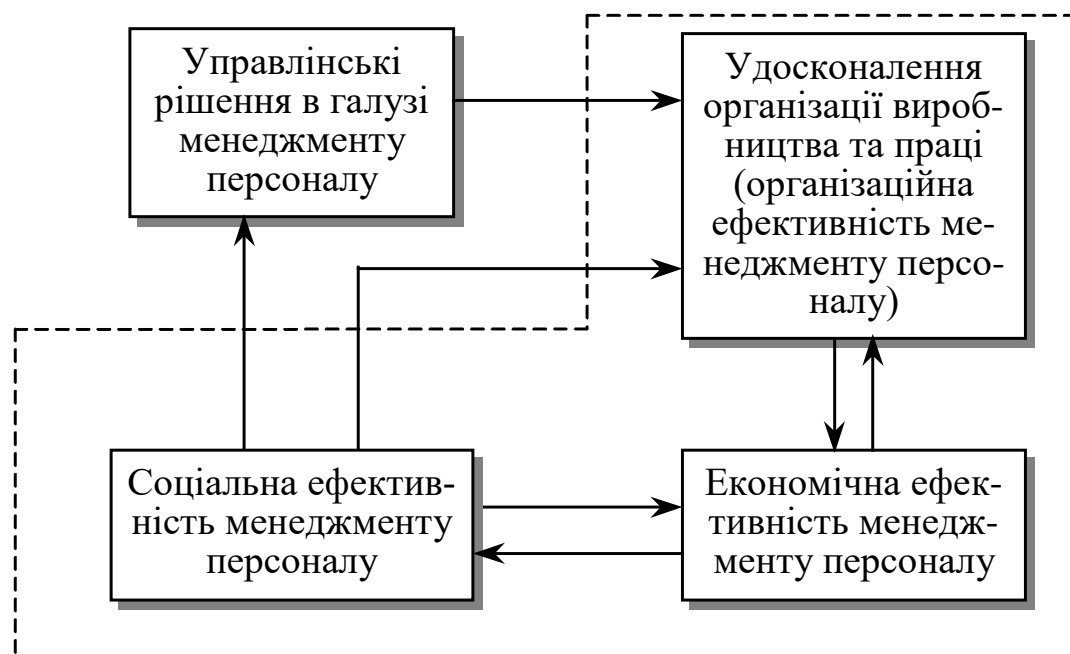 Управлінські
рішення в галузі
менеджменту
персоналу
Удосконалення
організації вироб-
ництва та праці
(організаційна
ефективність ме-
неджменту персо-
налу)
Соціальна ефектив-
ність менеджменту
персоналу
Економічна ефек-
тивність менедж-
менту персоналу